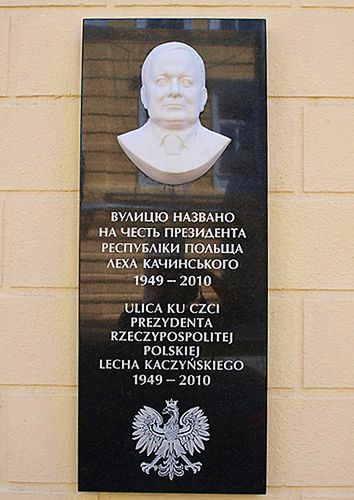 ВУЛИЦЮ НАЗВАНО
НА ЧЕСТЬ ПРЕЗИДЕНТА
РЕСПУБЛІКИ ПОЛЬЩА
ЛЕХА КАЧИНСЬКОГО
1949 – 2010
ULICA KU CZCI
PREZYDENTA
RZECZYPOSPOLITEJ
POLSKIEJ
LECHA KACZYŃSKIEGO
1949 – 2010